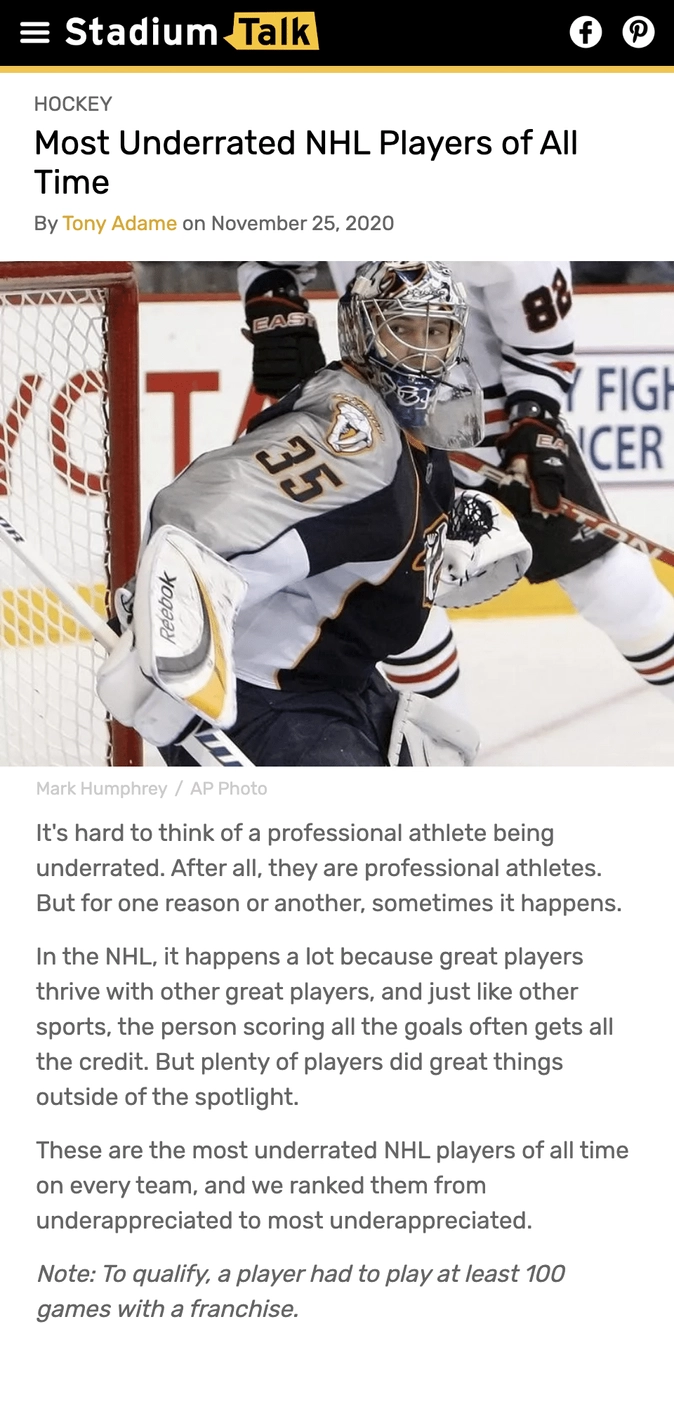 Stadium Talk
HOCKEY
Most Underrated NHL Players of All
Time
By Tony Adame on November 25, 2020
EAST
82
Y FIGH
ICER
35
EA
TON
Reebok
Mark Humphrey / AP Photo
It's hard to think of a professional athlete being
underrated. After all, they are professional athletes.
But for one reason or another, sometimes it happens.
In the NHL, it happens a lot because great players
thrive with other great players, and just like other
sports, the person scoring all the goals often gets all
the credit. But plenty of players did great things
outside of the spotlight.
These are the most underrated NHL players of all time
on every team, and we ranked them from
underappreciated to most underappreciated.
Note: To qualify, a player had to play at least 100
games with a franchise.